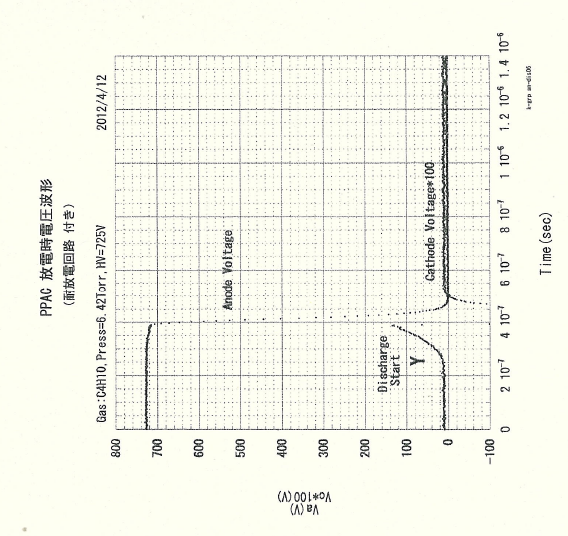 PPAC 放電時電圧波形
(耐放電回路 付き)
Gas:C4H10, Press=6.42Torr, HV=725V
2012/4/12
Va(V)
Vo*100(V)
800
700
600
500
400
300
200
100
0
-100
Anode Voltage
Discharge
Start
Cathode Voltage*100
0
2 10-7
4 10-7
6 10-7
8 10-7
1 10-6
1.2 10-6
1.4 10-6
Time(sec)